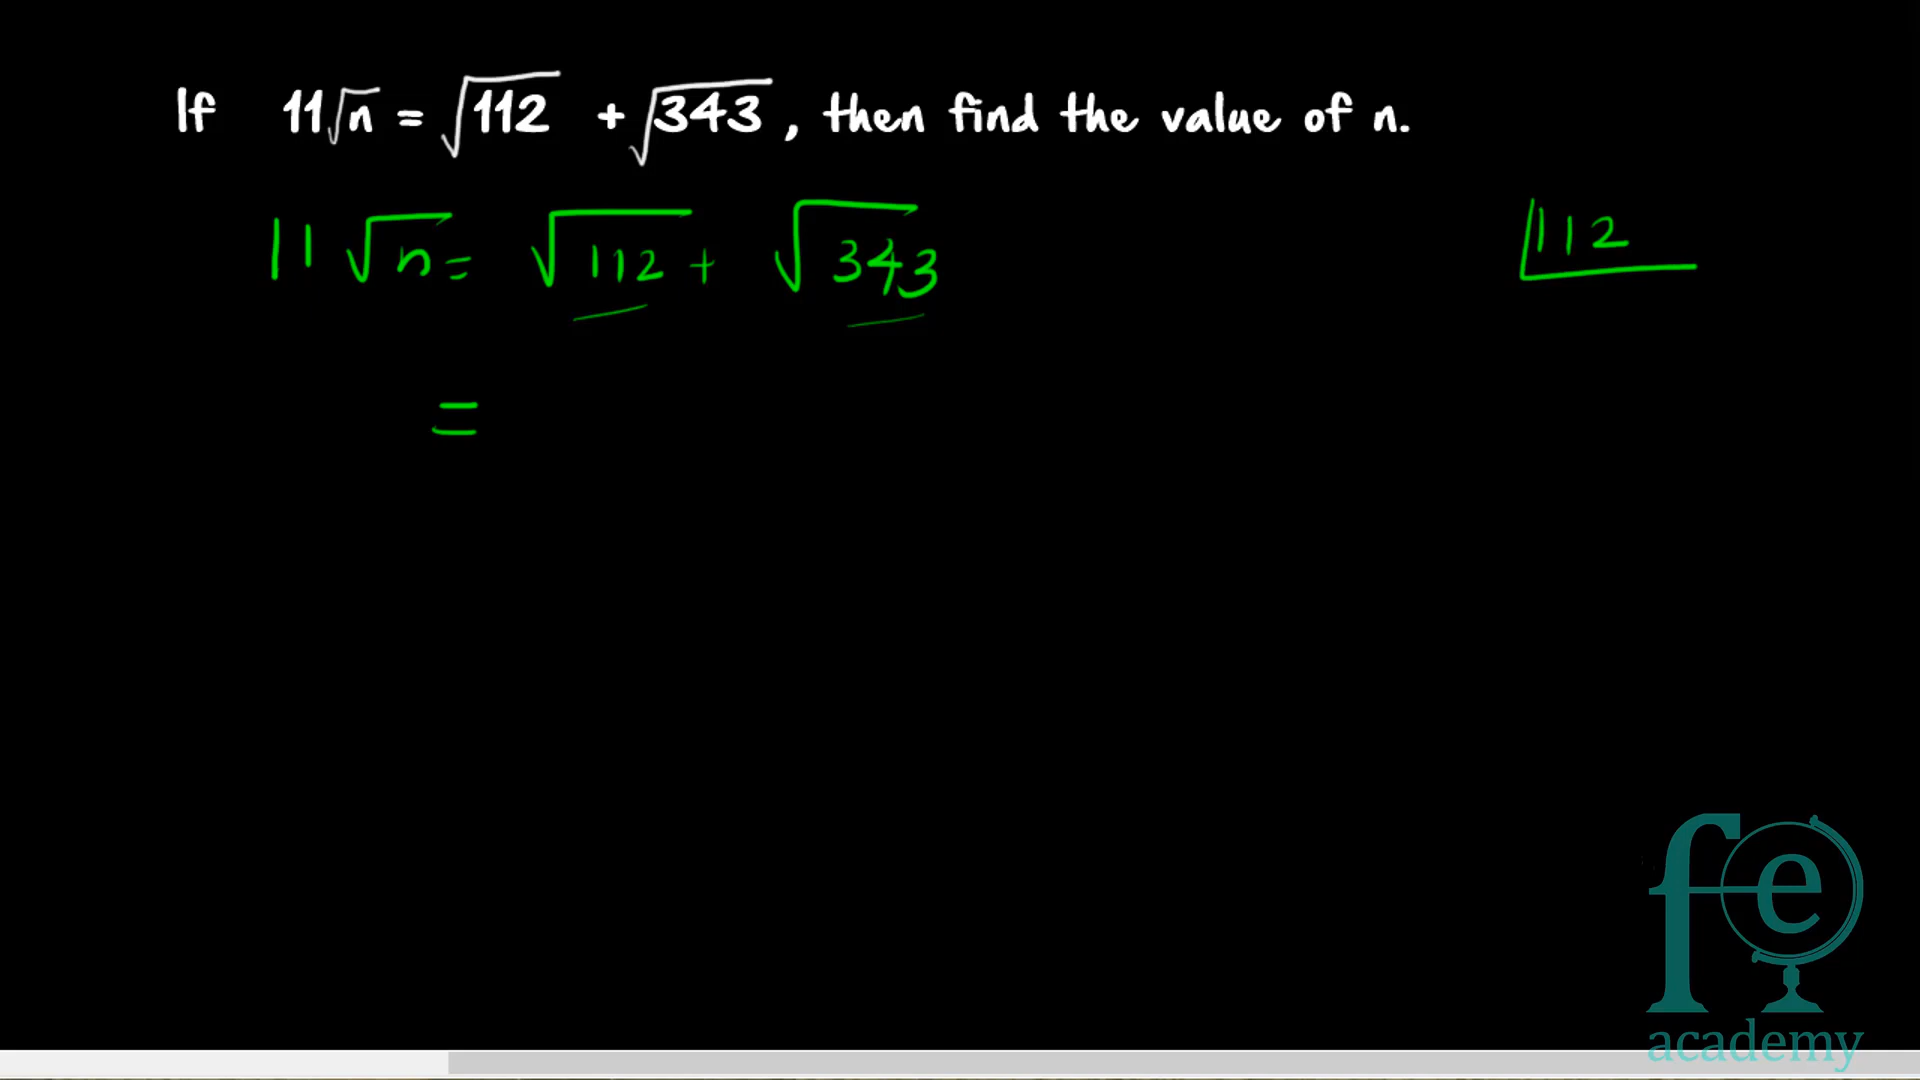 If 11√n = √112 + √343, then find the value of n.
11 √n = √112 + √343
112
=
fe
academy